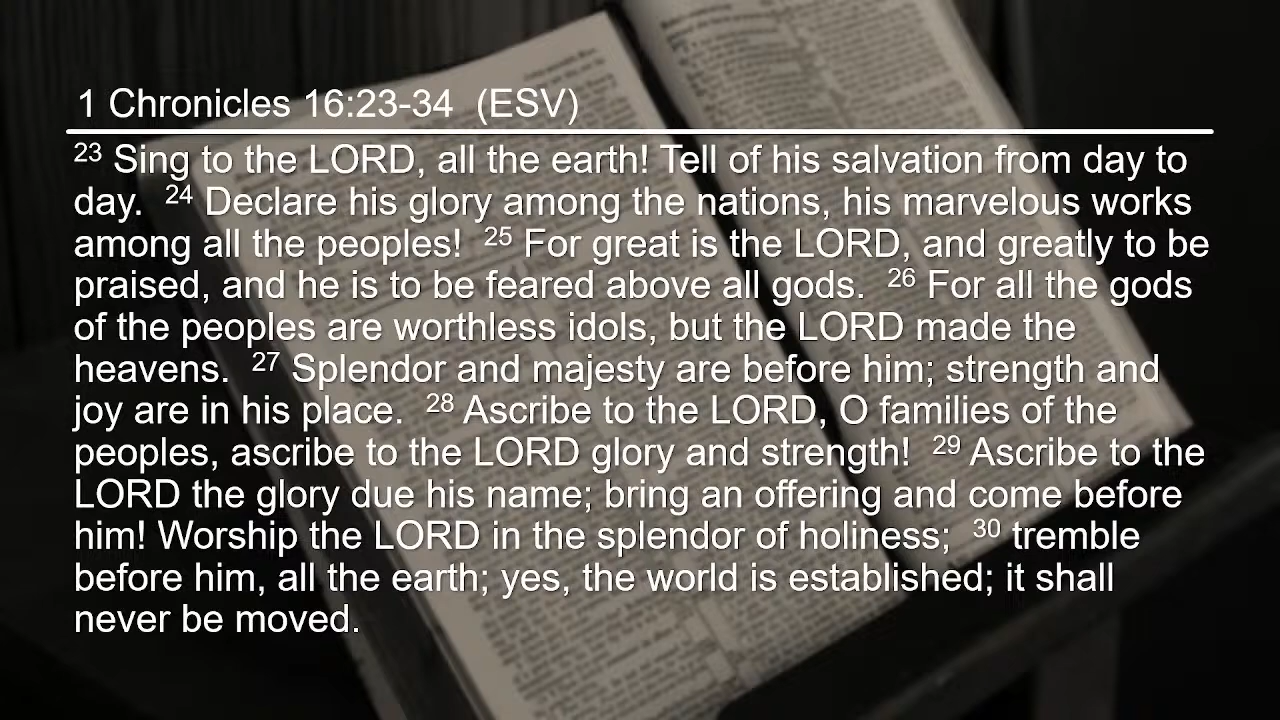 1 Chronicles 16:23-34 (ESV)
23 Sing to the LORD, all the earth! Tell of his salvation from day to
day. 24 Declare his glory among the nations, his marvelous works
among all the peoples! 25 For great is the LORD, and greatly to be
praised, and he is to be feared above all gods. 26 For all the gods
of the peoples are worthless idols, but the LORD made the
heavens. 27 Splendor and majesty are before him; strength and
joy are in his place. 28 Ascribe to the LORD, O families of the
peoples, ascribe to the LORD glory and strength! 29 Ascribe to the
LORD the glory due his name; bring an offering and come before
him! Worship the LORD in the splendor of holiness; 30 tremble
before him, all the earth; yes, the world is established; it shall
never be moved.